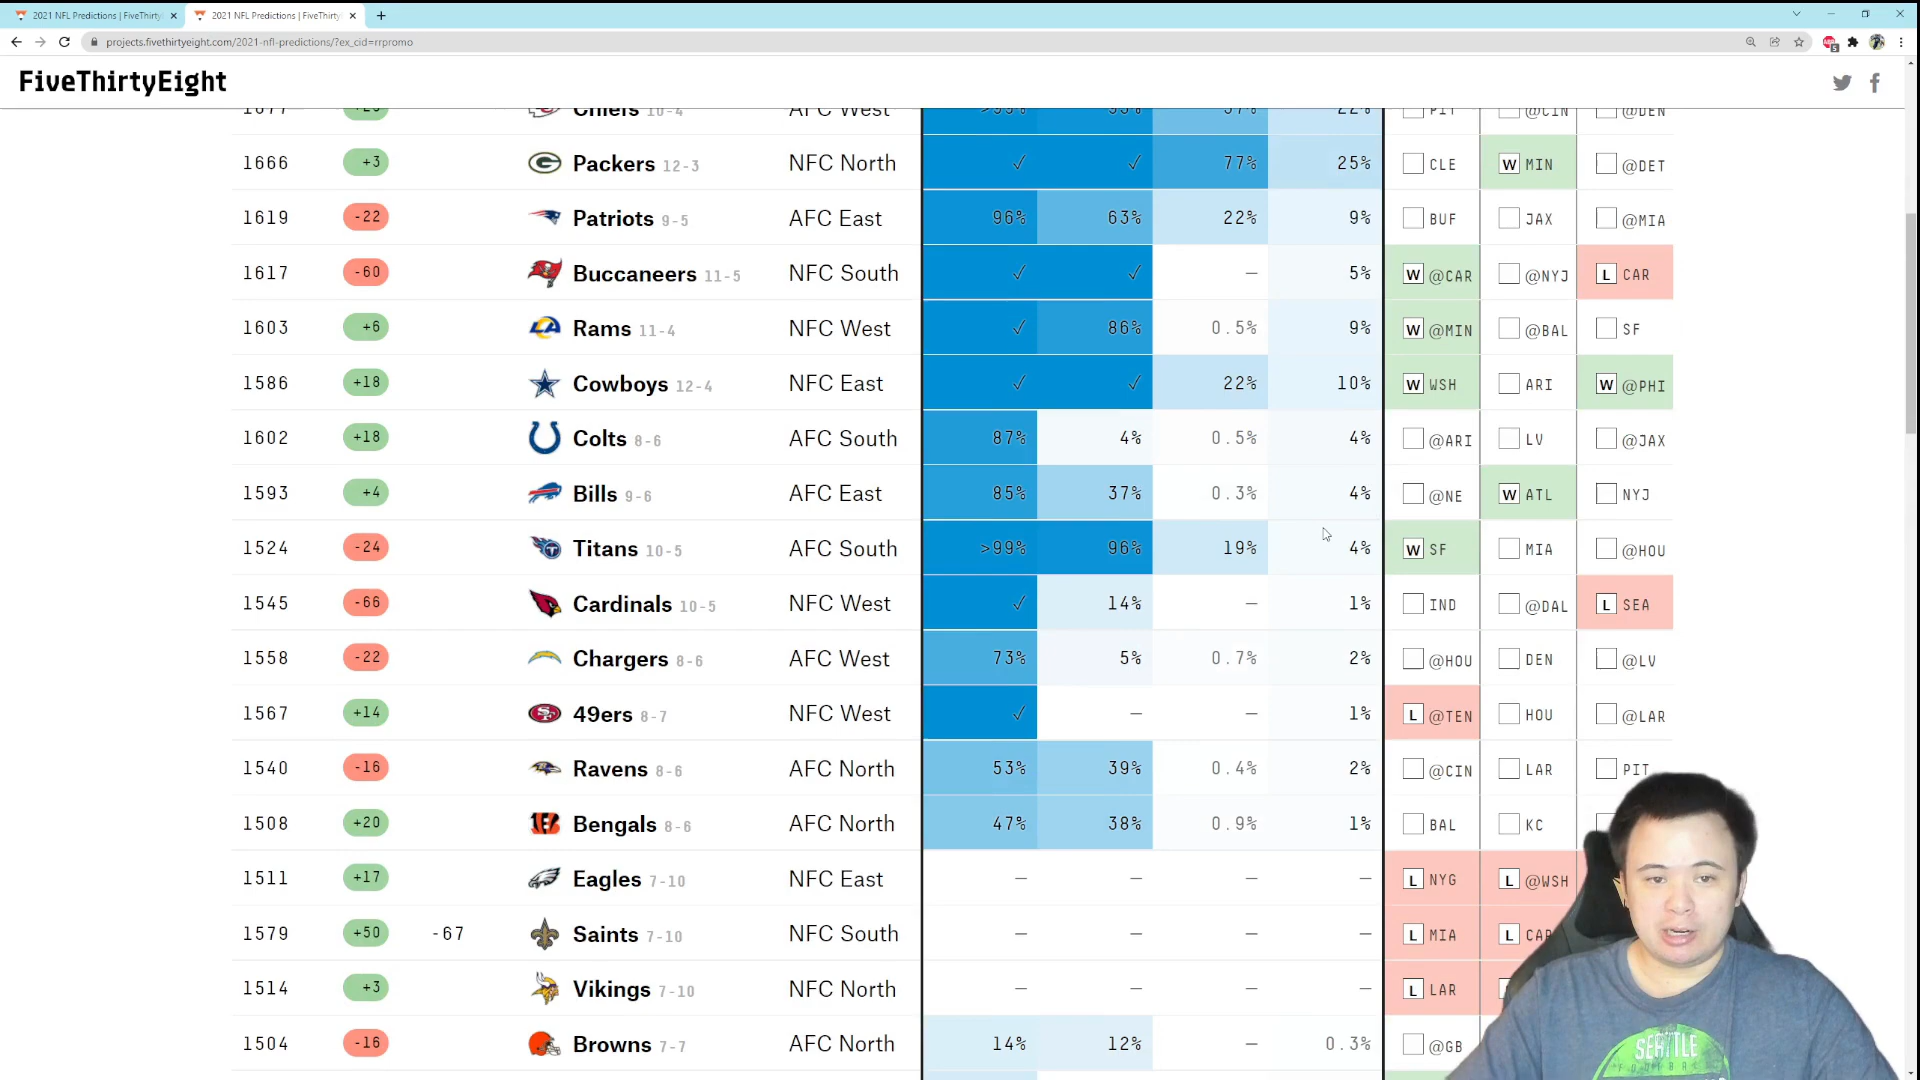 2021 NFL Predictions | FiveThirty
2021 NFL Predictions | FiveThirty
projects.fivethirtyeight.com/2021-nfl-predictions/?ex_cid=rrpromo
FiveThirtyEight
Chiefs 10-4 AFC West 22% PIT @CIN @DEN
1666 +3 Packers 12-3 NFC North ✓ ✓ 77% 25% CLE W MIN @DET
1619 -22 Patriots 9-5 AFC East 96% 63% 22% 9% BUF JAX @MIA
1617 -60 Buccaneers 11-5 NFC South ✓ ✓ — 5% W @CAR @NYJ L CAR
1603 +6 Rams 11-4 NFC West ✓ 86% 0.5% 9% W @MIN @BAL SF
1586 +18 Cowboys 12-4 NFC East ✓ ✓ 22% 10% W WSH ARI W @PHI
1602 +18 Colts 8-6 AFC South 87% 4% 0.5% 4% @ARI LV @JAX
1593 +4 Bills 9-6 AFC East 85% 37% 0.3% 4% @NE W ATL NYJ
1524 -24 Titans 10-5 AFC South >99% 96% 19% 4% W SF MIA @HOU
1545 -66 Cardinals 10-5 NFC West ✓ 14% — 1% IND @DAL L SEA
1558 -22 Chargers 8-6 AFC West 73% 5% 0.7% 2% @HOU DEN @LV
1567 +14 49ers 8-7 NFC West ✓ — — 1% L @TEN HOU @LAR
1540 -16 Ravens 8-6 AFC North 53% 39% 0.4% 2% @CIN LAR PIT
1508 +20 Bengals 8-6 AFC North 47% 38% 0.9% 1% BAL KC
1511 +17 Eagles 7-10 NFC East — — — — L NYG L @WSH
1579 +50 -67 Saints 7-10 NFC South — — — — L MIA L CAR
1514 +3 Vikings 7-10 NFC North — — — — L LAR
1504 -16 Browns 7-7 AFC North 14% 12% — 0.3% @GB
SEATTLE
FOOTBALL